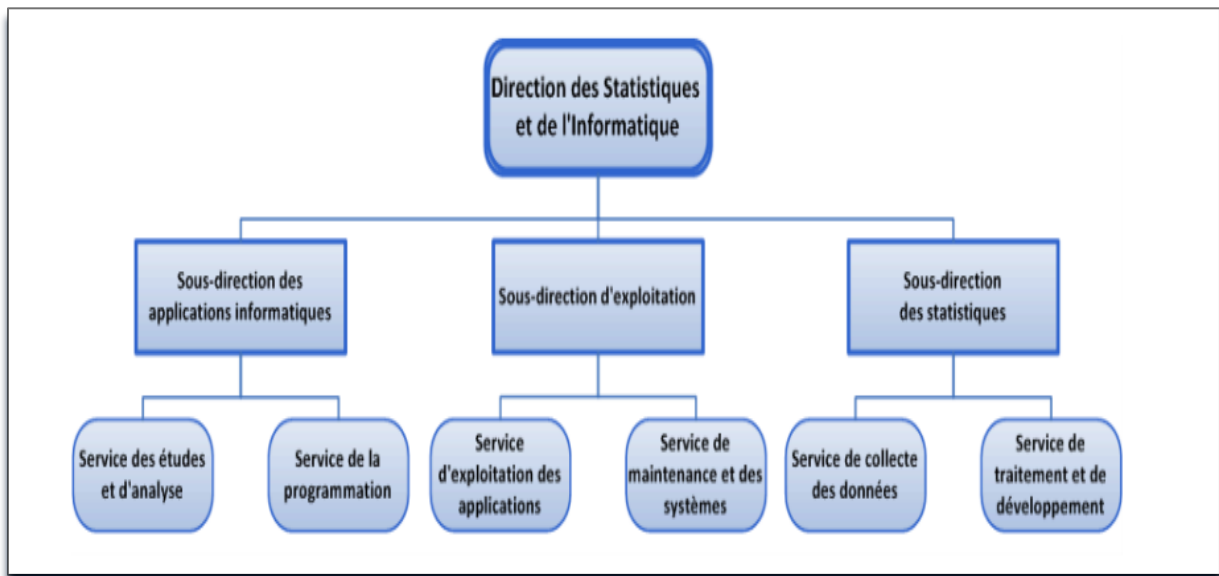 Direction des Statistiques
et de l'Informatique
Sous-direction des
applications informatiques
Sous-direction d'exploitation
Sous-direction
des statistiques
Service des études
et d'analyse
Service de la
programmation
Service
d'exploitation des
applications
Service de
maintenance et des
systèmes
Service de collecte
des données
Service de
traitement et de
développement